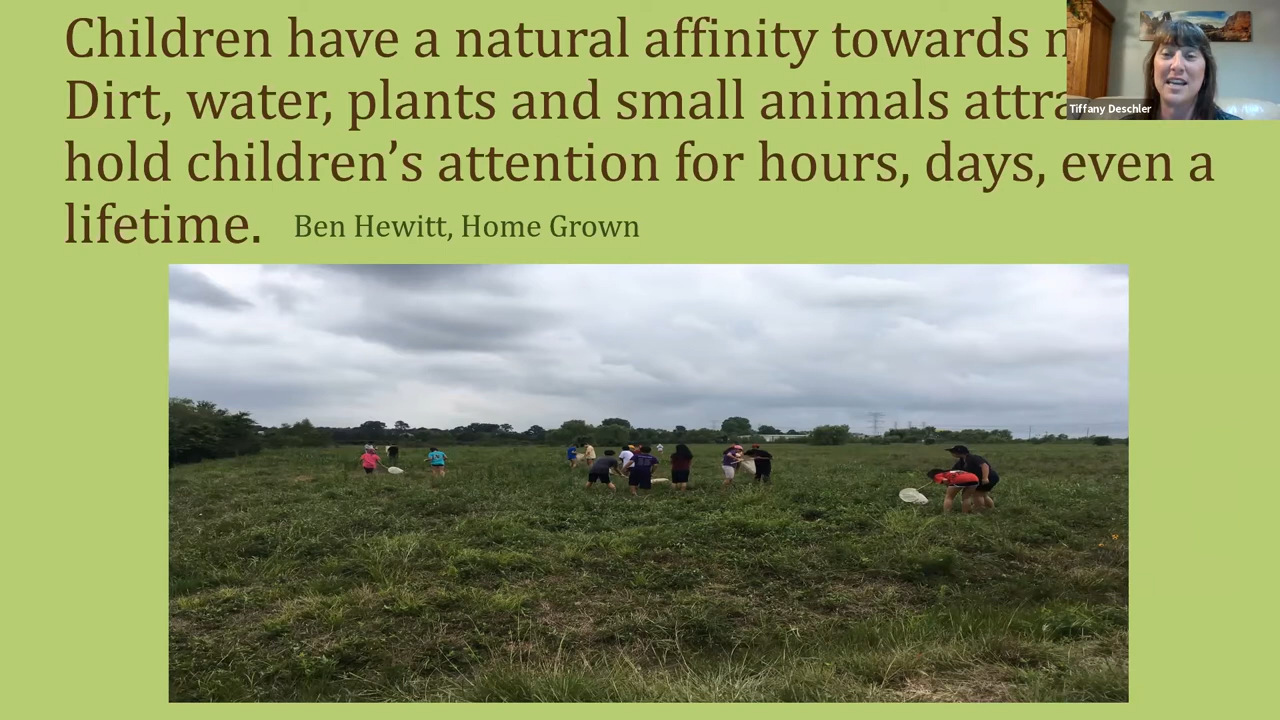 Children have a natural affinity towards
Dirt, water, plants and small animals
hold children’s attention for hours, days, even a
lifetime. Ben Hewitt, Home Grown
Tiffany Deschler